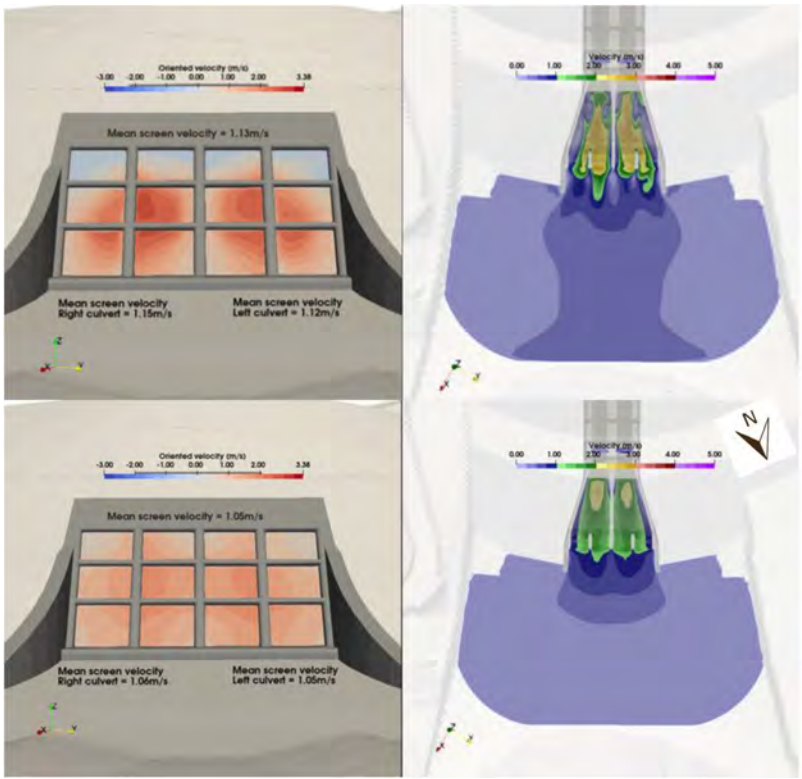 Oriented velocity (m/s)
-3.00 -2.00 -1.00 0.00 1.00 2.00 3.38
Mean screen velocity = 1.13m/s
Mean screen velocity
Right culvert = 1.15m/s
Mean screen velocity
Left culvert = 1.12m/s
Z
X
Y
Velocity (m/s)
0.00 1.00 2.00 3.00 4.00 5.00
Z
X
Y
Oriented velocity (m/s)
-3.00 -2.00 -1.00 0.00 1.00 2.00 3.38
Mean screen velocity = 1.05m/s
Mean screen velocity
Right culvert = 1.06m/s
Mean screen velocity
Left culvert = 1.05m/s
Z
X
Y
N
Velocity (m/s)
0.00 1.00 2.00 3.00 4.00 5.00
Z
X
Y